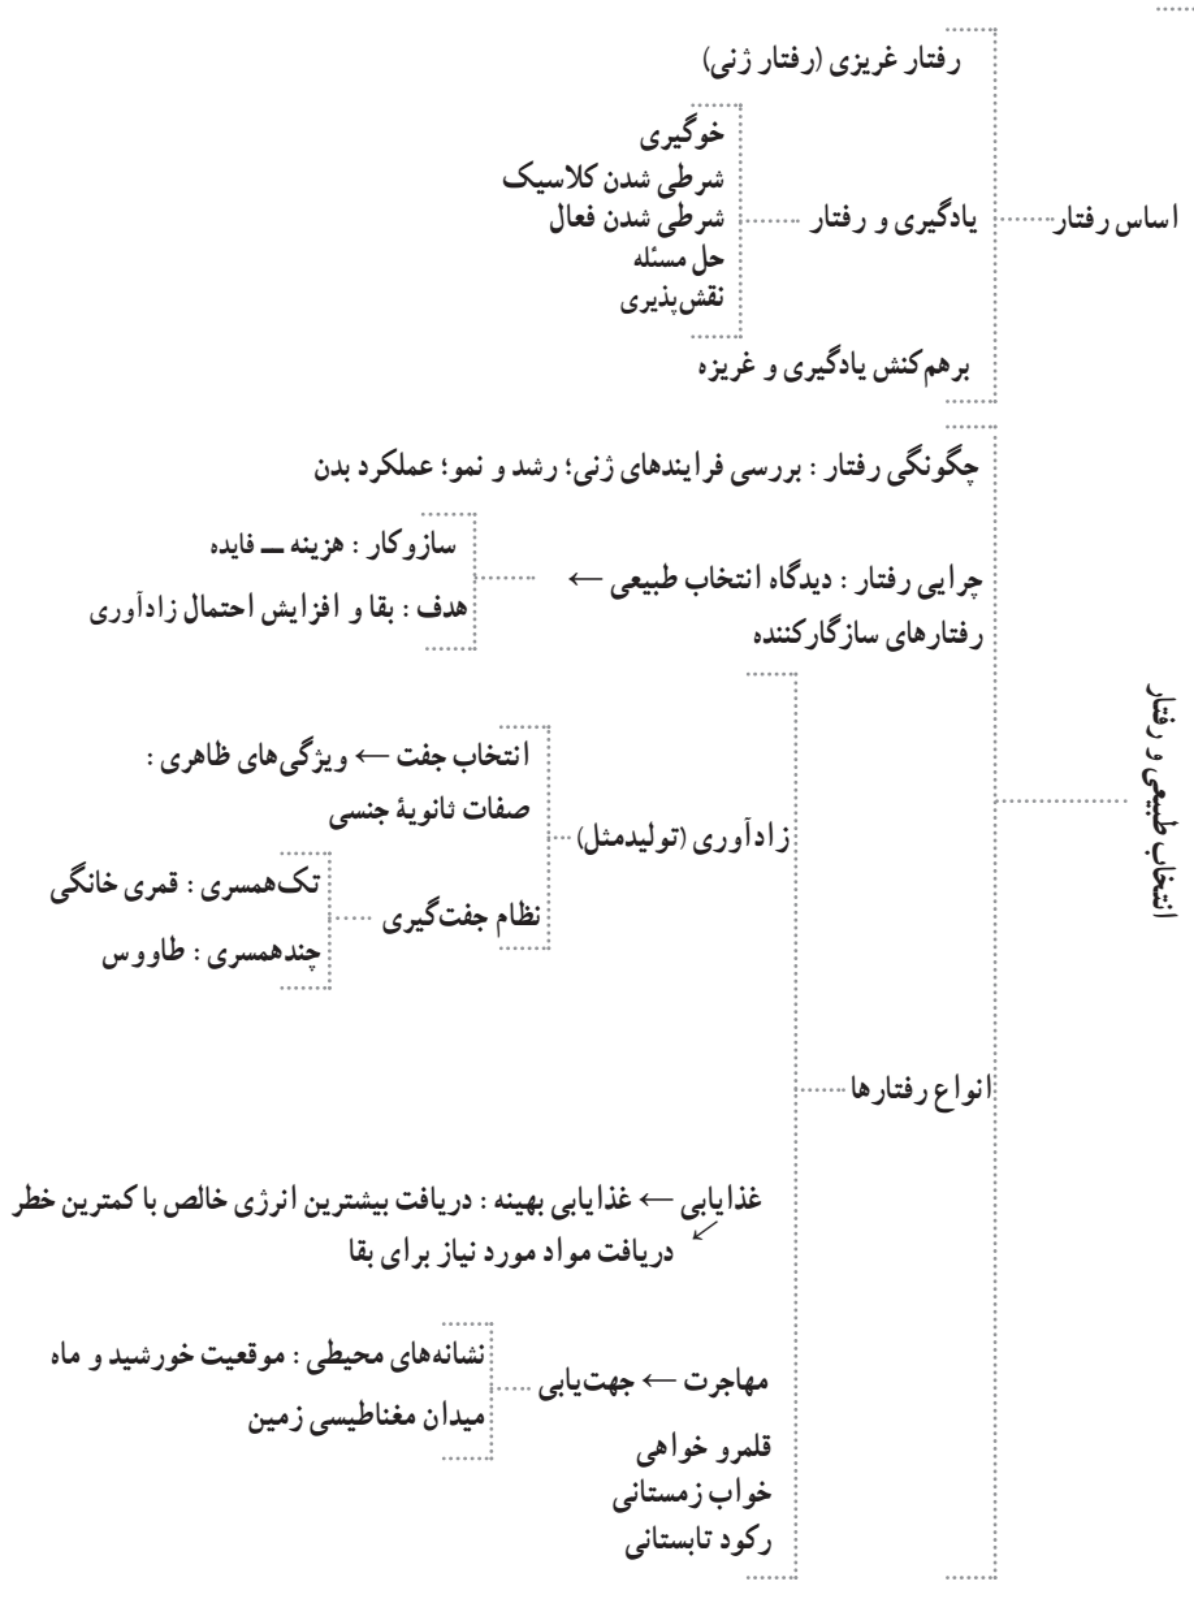 رفتار غریزی (رفتار ژنی)
اساس رفتار
یادگیری و رفتار
خوگیری
شرطی شدن کلاسیک
شرطی شدن فعال
حل مسئله
نقش‌پذیری
برهم‌کنش یادگیری و غریزه
انتخاب طبیعی و رفتار
چگونگی رفتار : بررسی فرایندهای ژنی؛ رشد و نمو؛ عملکرد بدن
چرایی رفتار : دیدگاه انتخاب طبیعی ←
رفتارهای سازگارکننده
سازوکار : هزینه ـ فایده
هدف : بقا و افزایش احتمال زادآوری
انواع رفتارها
زادآوری (تولیدمثل)
انتخاب جفت ← ویژگی‌های ظاهری :
صفات ثانویهٔ جنسی
نظام جفت‌گیری
تک‌همسری : قمری خانگی
چندهمسری : طاووس
غذایابی ← غذایابی بهینه : دریافت بیشترین انرژی خالص با کمترین خطر
↙ دریافت مواد مورد نیاز برای بقا
مهاجرت ← جهت‌یابی
نشانه‌های محیطی : موقعیت خورشید و ماه
میدان مغناطیسی زمین
قلمرو خواهی
خواب زمستانی
رکود تابستانی